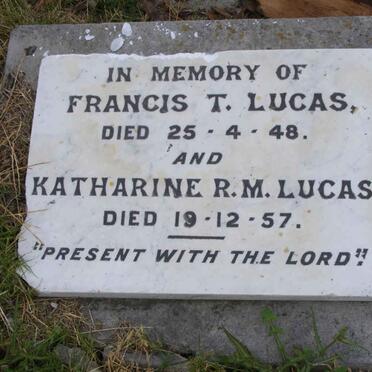 IN MEMORY OF
FRANCIS T. LUCAS,
DIED 25-4-48.
AND
KATHARINE R.M. LUCAS
DIED 19-12-57.
"PRESENT WITH THE LORD".